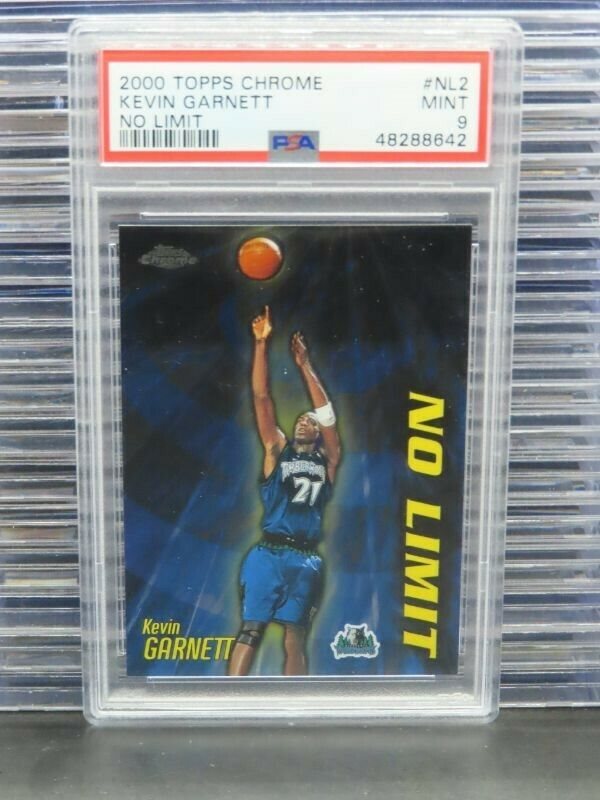 2000 TOPPS CHROME #NL2
KEVIN GARNETT MINT
NO LIMIT 9
PSA 48288642
Topps
Chrome
NO LIMIT
TIMBERWOLVES
21
Kevin
GARNETT